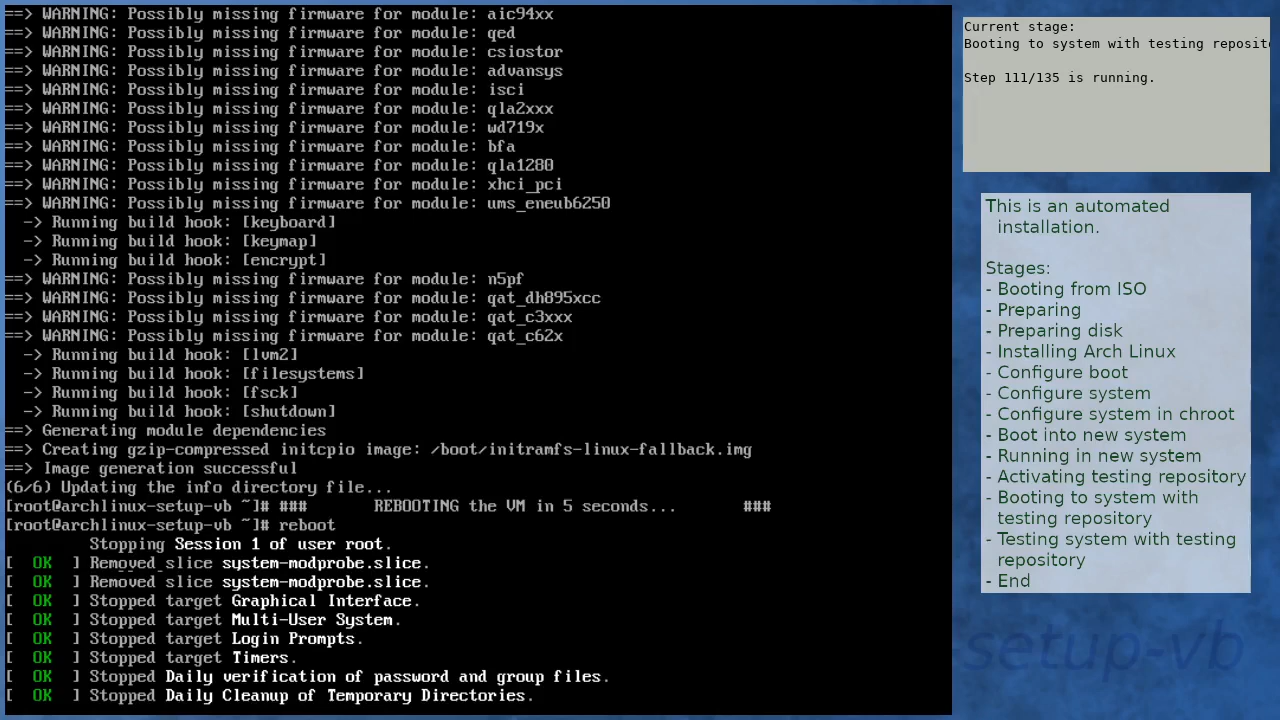 ==> WARNING: Possibly missing firmware for module: aic94xx
==> WARNING: Possibly missing firmware for module: qed
==> WARNING: Possibly missing firmware for module: csiostor
==> WARNING: Possibly missing firmware for module: advansys
==> WARNING: Possibly missing firmware for module: isci
==> WARNING: Possibly missing firmware for module: qla2xxx
==> WARNING: Possibly missing firmware for module: wd719x
==> WARNING: Possibly missing firmware for module: bfa
==> WARNING: Possibly missing firmware for module: qla1280
==> WARNING: Possibly missing firmware for module: xhci_pci
==> WARNING: Possibly missing firmware for module: ums_eneub6250
-> Running build hook: [keyboard]
-> Running build hook: [keymap]
-> Running build hook: [encrypt]
==> WARNING: Possibly missing firmware for module: n5pf
==> WARNING: Possibly missing firmware for module: qat_dh895xcc
==> WARNING: Possibly missing firmware for module: qat_c3xxx
==> WARNING: Possibly missing firmware for module: qat_c62x
-> Running build hook: [lvm2]
-> Running build hook: [filesystems]
-> Running build hook: [fsck]
-> Running build hook: [shutdown]
==> Generating module dependencies
==> Creating gzip-compressed initcpio image: /boot/initramfs-linux-fallback.img
==> Image generation successful
(6/6) Updating the info directory file...
[root@archlinux-setup-vb ~]# ### REBOOTING the VM in 5 seconds... ###
[root@archlinux-setup-vb ~]# reboot
Stopping Session 1 of user root.
[ OK ] Removed slice system-modprobe.slice.
[ OK ] Removed slice system-modprobe.slice.
[ OK ] Stopped target Graphical Interface.
[ OK ] Stopped target Multi-User System.
[ OK ] Stopped target Login Prompts.
[ OK ] Stopped target Timers.
[ OK ] Stopped Daily verification of password and group files.
[ OK ] Stopped Daily Cleanup of Temporary Directories.
Current stage:
Booting to system with testing reposito
Step 111/135 is running.
This is an automated
installation.
Stages:
- Booting from ISO
- Preparing
- Preparing disk
- Installing Arch Linux
- Configure boot
- Configure system
- Configure system in chroot
- Boot into new system
- Running in new system
- Activating testing repository
- Booting to system with
testing repository
- Testing system with testing
repository
- End
-setup-vb